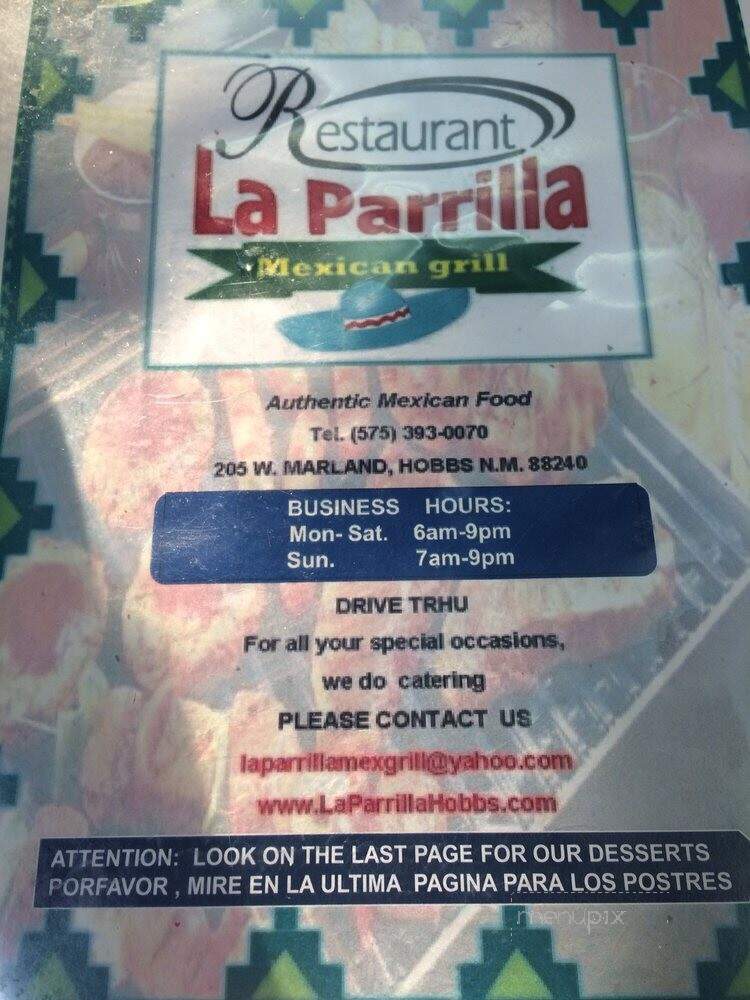 Restaurant
La Parrilla
Mexican grill
Authentic Mexican Food
Tel. (575) 393-0070
205 W. MARLAND, HOBBS N.M. 88240
BUSINESS HOURS:
Mon- Sat. 6am-9pm
Sun. 7am-9pm
DRIVE TRHU
For all your special occasions,
we do catering
PLEASE CONTACT US
laparrillamexgrill@yahoo.com
www.LaParrillaHobbs.com
ATTENTION: LOOK ON THE LAST PAGE FOR OUR DESSERTS
PORFAVOR , MIRE EN LA ULTIMA PAGINA PARA LOS POSTRES
menupix